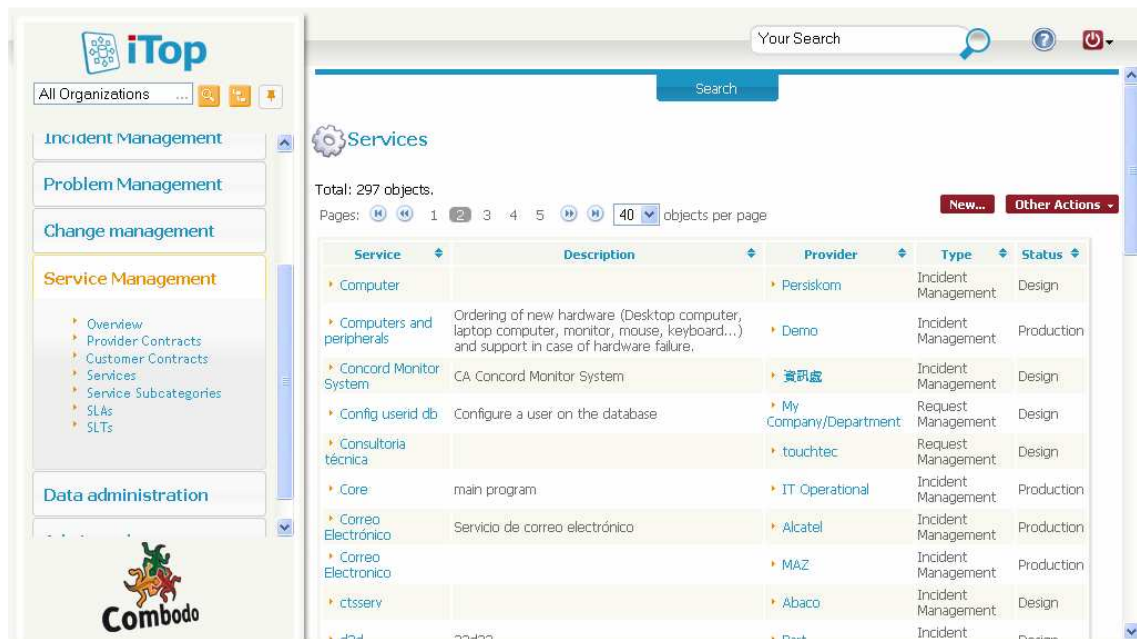 iTop
All Organizations ...
Incident Management
Problem Management
Change management
Service Management
Overview
Provider Contracts
Customer Contracts
Services
Service Subcategories
SLAs
SLTs
Data administration
Combodo
Your Search
Search
Services
Total: 297 objects.
Pages: 1 2 3 4 5 40 objects per page
New... Other Actions
Service Description Provider Type Status
Computer Persiskom Incident Management Design
Computers and peripherals
Ordering of new hardware (Desktop computer,
laptop computer, monitor, mouse, keyboard...)
and support in case of hardware failure.
Demo Incident Management Production
Concord Monitor System CA Concord Monitor System 資訊處 Incident Management Design
Config userid db Configure a user on the database My Company/Department Request Management Design
Consultoria técnica touchtec Request Management Design
Core main program IT Operational Incident Management Production
Correo Electrónico Servicio de correo electrónico Alcatel Incident Management Production
Correo Electronico MAZ Incident Management Production
ctsserv Abaco Incident Management Design
Incident